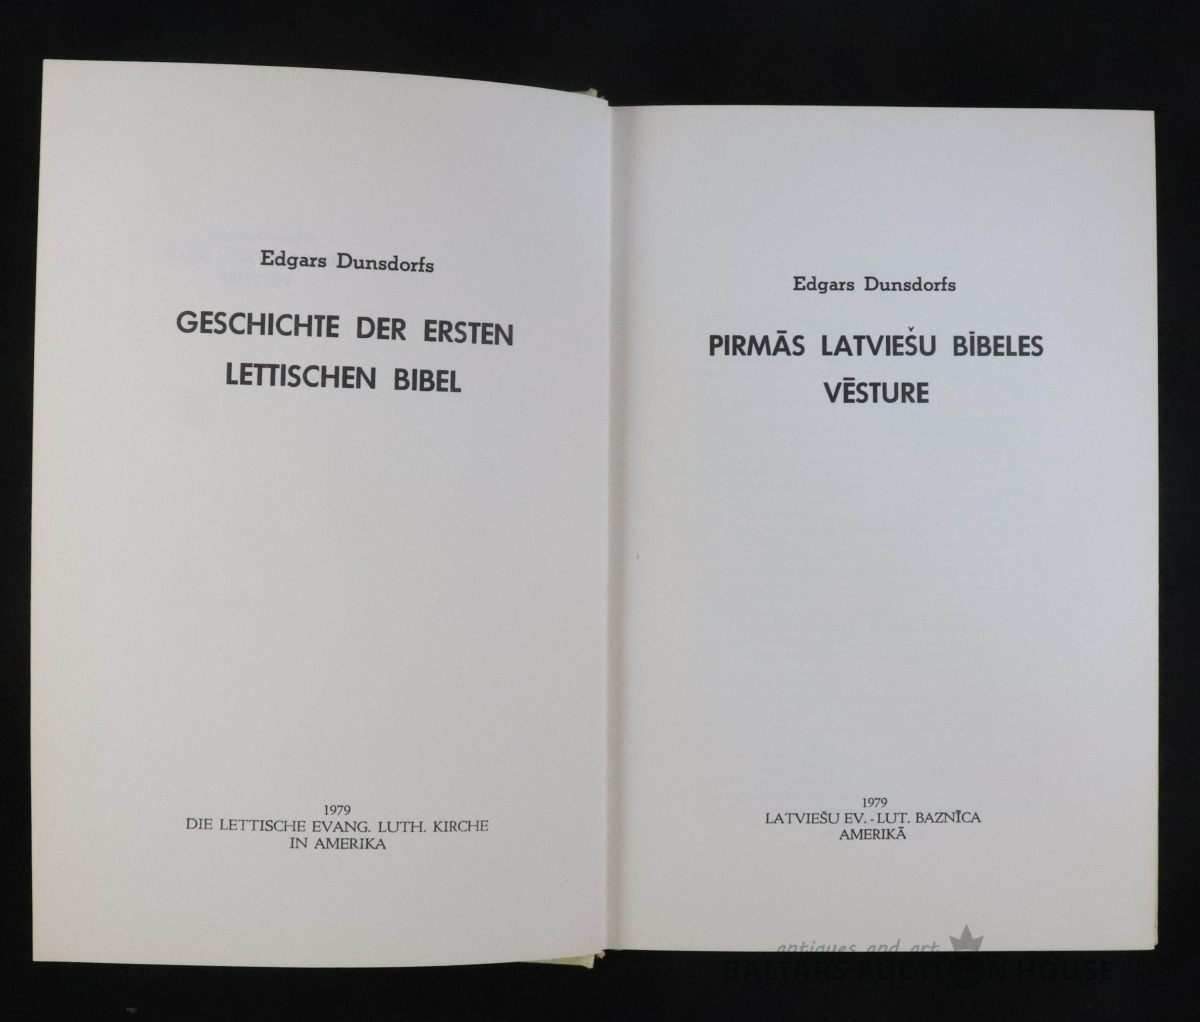 Edgars Dunsdorfs
GESCHICHTE DER ERSTEN
LETTISCHEN BIBEL
1979
DIE LETTISCHE EVANG. LUTH. KIRCHE
IN AMERIKA
Edgars Dunsdorfs
PIRMĀS LATVIEŠU BĪBELES
VĒSTURE
1979
LATVIEŠU EV.-LUT. BAZNĪCA
AMERIKĀ
antiques and art
BALTARS AUCTION HOUSE